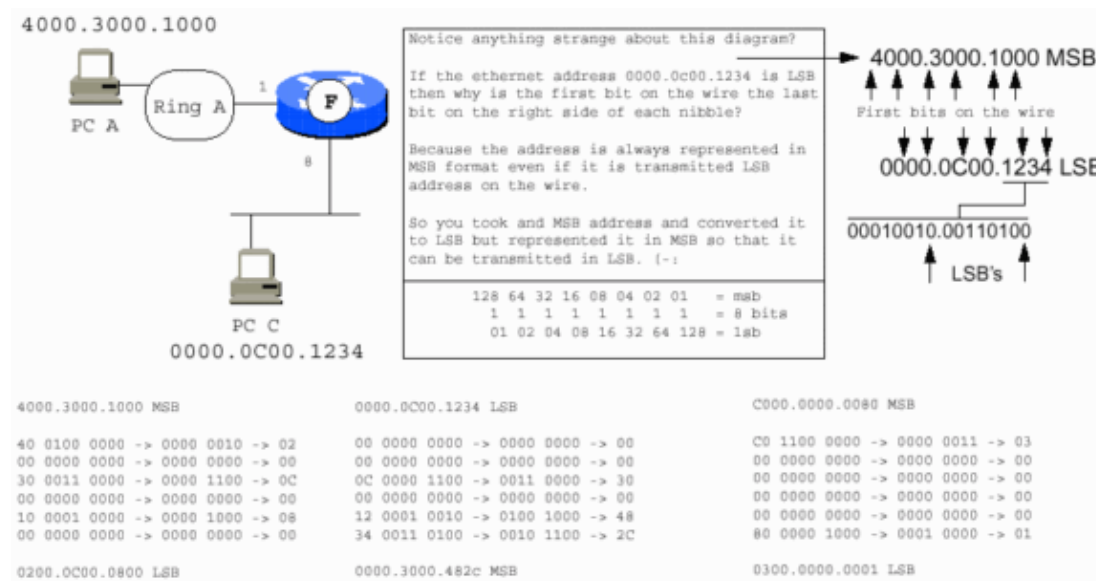 4000.3000.1000
PC A
Ring A
1
F
8
PC C
0000.0C00.1234
Notice anything strange about this diagram?
If the ethernet address 0000.0c00.1234 is LSB
then why is the first bit on the wire the last
bit on the right side of each nibble?
Because the address is always represented in
MSB format even if it is transmitted LSB
address on the wire.
So you took and MSB address and converted it
to LSB but represented it in MSB so that it
can be transmitted in LSB. (-:
128 64 32 16 08 04 02 01 = msb
1 1 1 1 1 1 1 1 = 8 bits
01 02 04 08 16 32 64 128 = lsb
4000.3000.1000 MSB
First bits on the wire
0000.0C00.1234 LSB
00010010.00110100
LSB's
4000.3000.1000 MSB
40 0100 0000 -> 0000 0010 -> 02
00 0000 0000 -> 0000 0000 -> 00
30 0011 0000 -> 0000 1100 -> 0C
00 0000 0000 -> 0000 0000 -> 00
10 0001 0000 -> 0000 1000 -> 08
00 0000 0000 -> 0000 0000 -> 00
0200.0C00.0800 LSB
0000.0C00.1234 LSB
00 0000 0000 -> 0000 0000 -> 00
00 0000 0000 -> 0000 0000 -> 00
0C 0000 1100 -> 0011 0000 -> 30
00 0000 0000 -> 0000 0000 -> 00
12 0001 0010 -> 0100 1000 -> 48
34 0011 0100 -> 0010 1100 -> 2C
0000.3000.482c MSB
C000.0000.0080 MSB
C0 1100 0000 -> 0000 0011 -> 03
00 0000 0000 -> 0000 0000 -> 00
00 0000 0000 -> 0000 0000 -> 00
00 0000 0000 -> 0000 0000 -> 00
00 0000 0000 -> 0000 0000 -> 00
80 0000 1000 -> 0001 0000 -> 01
0300.0000.0001 LSB